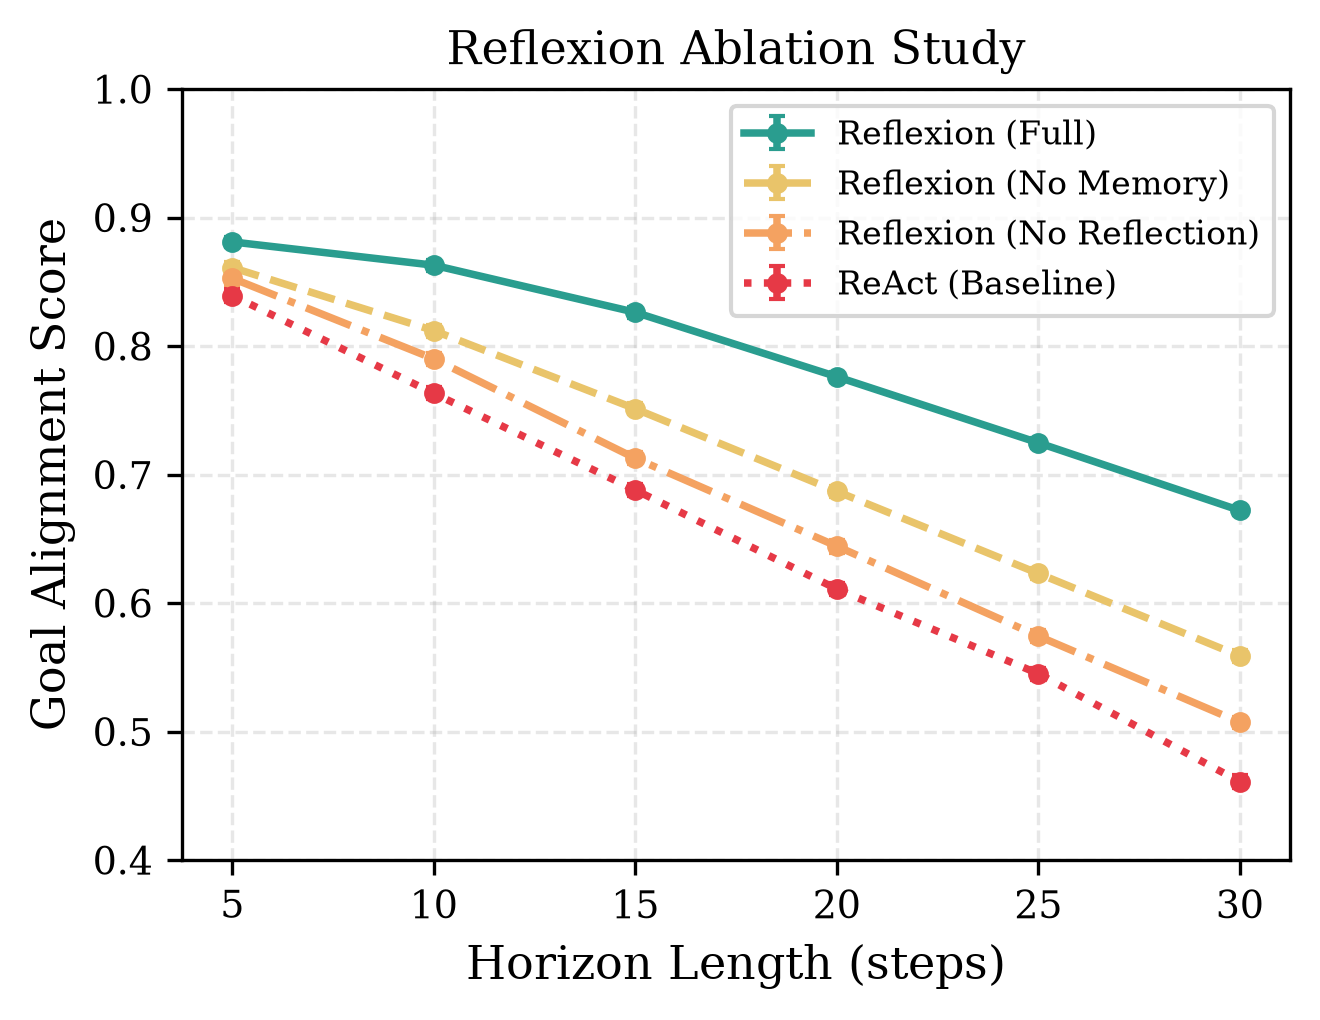 Reflexion Ablation Study
Goal Alignment Score
1.0
0.9
0.8
0.7
0.6
0.5
0.4
Reflexion (Full)
Reflexion (No Memory)
Reflexion (No Reflection)
ReAct (Baseline)
5 10 15 20 25 30
Horizon Length (steps)